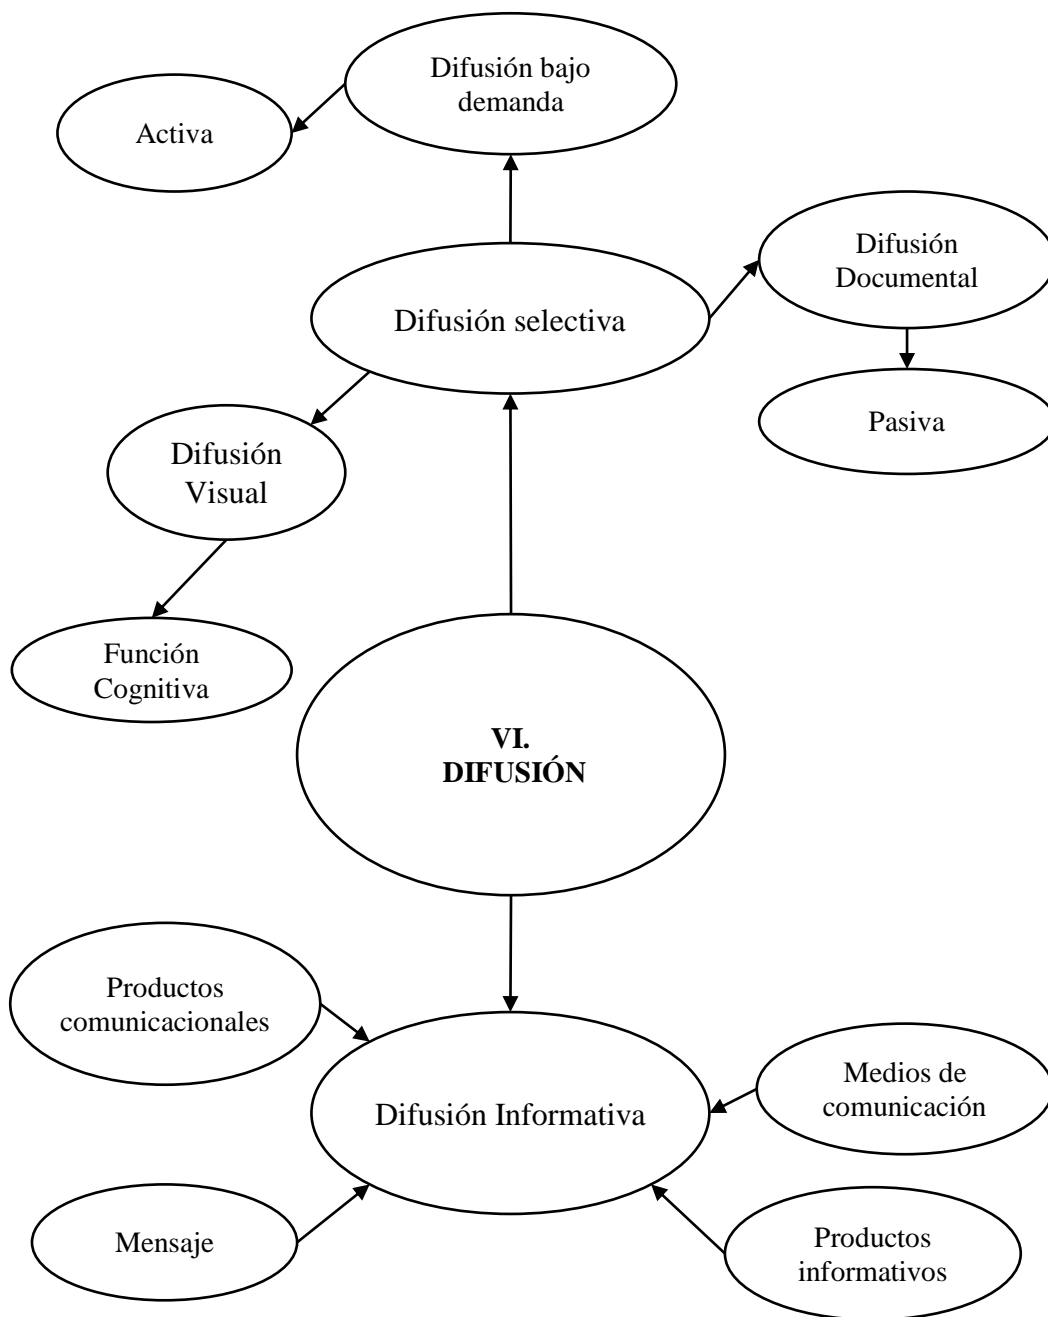 Difusión bajo
demanda
Activa
Difusión
Documental
Difusión selectiva
Pasiva
Difusión
Visual
Función
Cognitiva
VI.
DIFUSIÓN
Productos
comunicacionales
Medios de
comunicación
Difusión Informativa
Mensaje
Productos
informativos